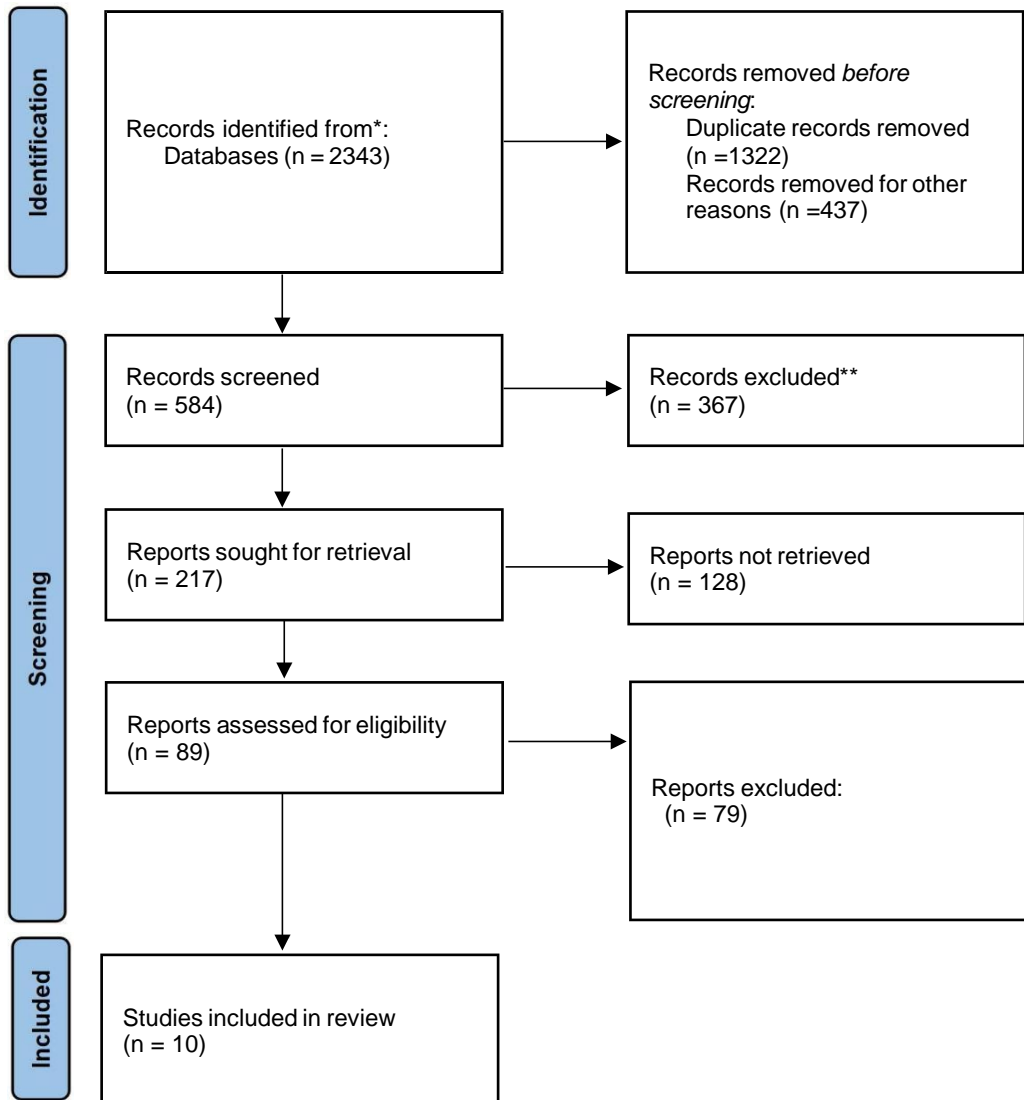 Identification
Records identified from*:
Databases (n = 2343)
Records removed before
screening:
Duplicate records removed
(n =1322)
Records removed for other
reasons (n =437)
Screening
Records screened
(n = 584)
Records excluded**
(n = 367)
Reports sought for retrieval
(n = 217)
Reports not retrieved
(n = 128)
Reports assessed for eligibility
(n = 89)
Reports excluded:
(n = 79)
Included
Studies included in review
(n = 10)